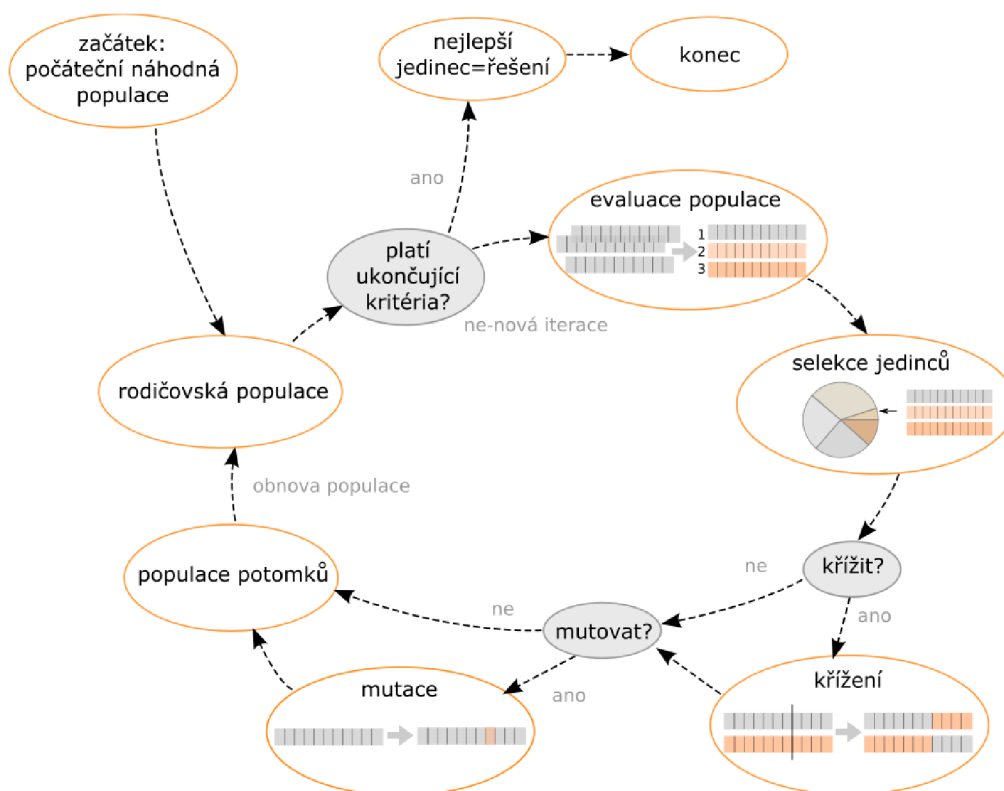 začátek:
počáteční náhodná
populace
nejlepší
jedinec=řešení
konec
ano
evaluace populace
1
2
3
platí
ukončující
kritéria?
ne-nová iterace
rodičovská populace
selekce jedinců
obnova populace
populace potomků
křížit?
ne
ano
ne
mutovat?
ano
mutace
křížení